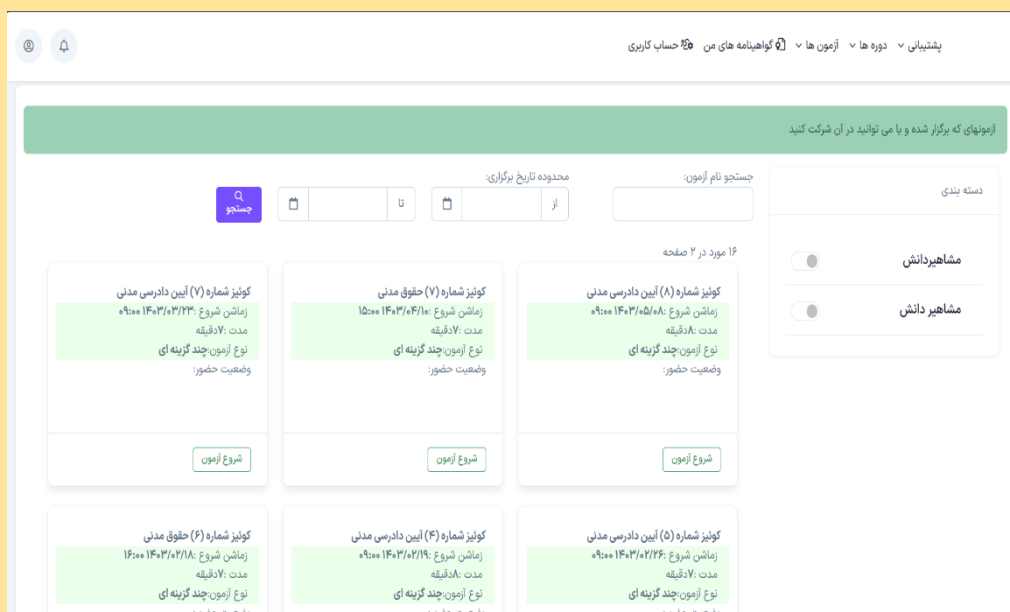 پشتیبانی
دوره ها
آزمون ها
گواهینامه های من
حساب کاربری
آزمونهای که برگزار شده و یا می توانید در آن شرکت کنید
دسته بندی
مشاهیردانش
مشاهیر دانش
جستجو نام آزمون:
محدوده تاریخ برگزاری:
از
تا
جستجو
۱۶ مورد در ۲ صفحه
کوئیز شماره (۸) آیین دادرسی مدنی
زماشن شروع :۱۴۰۳/۰۵/۰۸ ۰۹:۰۰
مدت :۸دقیقه
نوع آزمون:چند گزینه ای
وضعیت حضور:
شروع آزمون
کوئیز شماره (۷) حقوق مدنی
زماشن شروع :۱۴۰۳/۰۴/۱۰ ۱۵:۰۰
مدت :۷دقیقه
نوع آزمون:چند گزینه ای
وضعیت حضور:
شروع آزمون
کوئیز شماره (۷) آیین دادرسی مدنی
زماشن شروع :۱۴۰۳/۰۳/۲۳ ۰۹:۰۰
مدت :۷دقیقه
نوع آزمون:چند گزینه ای
وضعیت حضور:
شروع آزمون
کوئیز شماره (۵) آیین دادرسی مدنی
زماشن شروع :۱۴۰۳/۰۲/۲۶ ۰۹:۰۰
مدت :۷دقیقه
نوع آزمون:چند گزینه ای
کوئیز شماره (۴) آیین دادرسی مدنی
زماشن شروع :۱۴۰۳/۰۲/۱۹ ۰۹:۰۰
مدت :۸دقیقه
نوع آزمون:چند گزینه ای
کوئیز شماره (۶) حقوق مدنی
زماشن شروع :۱۴۰۳/۰۲/۱۸ ۱۶:۰۰
مدت :۷دقیقه
نوع آزمون:چند گزینه ای